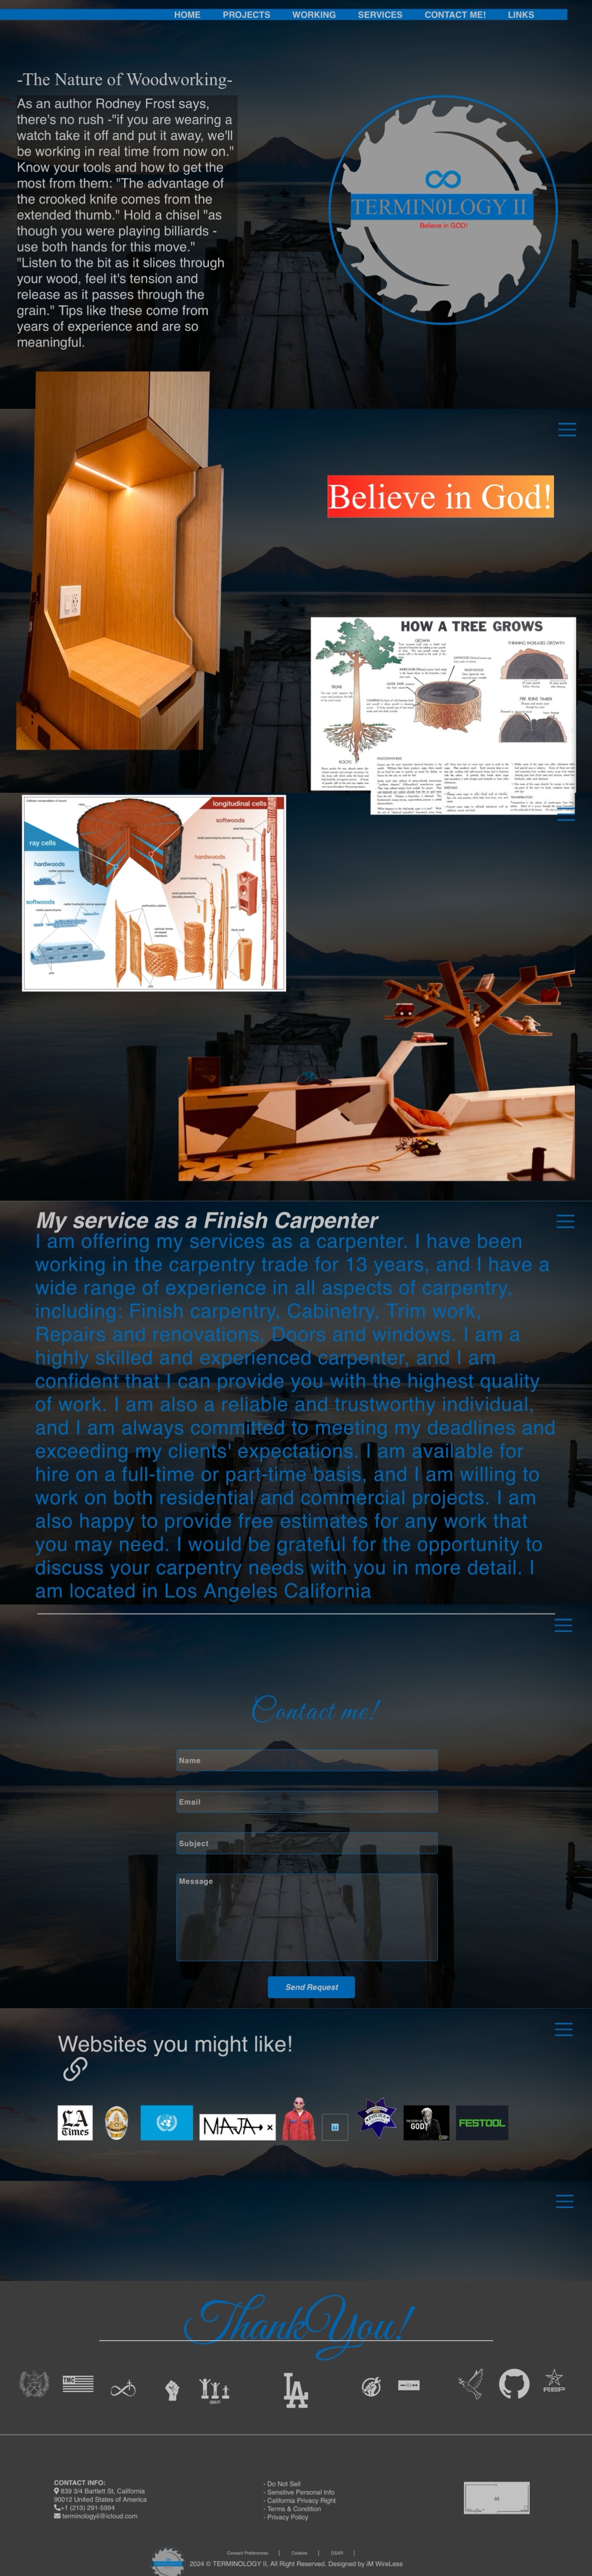 HOME PROJECTS WORKING SERVICES CONTACT ME! LINKS
-The Nature of Woodworking-
As an author Rodney Frost says,
there's no rush -"if you are wearing a
watch take it off and put it away, we'll
be working in real time from now on."
Know your tools and how to get the
most from them: "The advantage of
the crooked knife comes from the
extended thumb." Hold a chisel "as
though you were playing billiards -
use both hands for this move."
"Listen to the bit as it slices through
your wood, feel it's tension and
release as it passes through the
grain." Tips like these come from
years of experience and are so
meaningful.
TERMIN0LOGY II
Believe in GOD!
Believe in God!
HOW A TREE GROWS
GROWTH
THINNING INCREASES GROWTH
TRUNK
FIRE RUINS TIMBER
ROOTS
longitudinal cells
softwoods
ray cells
hardwoods
hardwoods
softwoods
My service as a Finish Carpenter
I am offering my services as a carpenter. I have been
working in the carpentry trade for 13 years, and I have a
wide range of experience in all aspects of carpentry,
including: Finish carpentry, Cabinetry, Trim work,
Repairs and renovations, Doors and windows. I am a
highly skilled and experienced carpenter, and I am
confident that I can provide you with the highest quality
of work. I am also a reliable and trustworthy individual,
and I am always committed to meeting my deadlines and
exceeding my clients' expectations. I am available for
hire on a full-time or part-time basis, and I am willing to
work on both residential and commercial projects. I am
also happy to provide free estimates for any work that
you may need. I would be grateful for the opportunity to
discuss your carpentry needs with you in more detail. I
am located in Los Angeles California
Contact me!
Name
Email
Subject
Message
Send Request
Websites you might like!
LA
Times
MAJA
GOD
FESTOOL
Thank You!
LA
RBP
CONTACT INFO:
839 3/4 Bartlett St, California
90012 United States of America
+1 (213) 291-5994
terminologyii@icloud.com
- Do Not Sell
- Sensitive Personal Info
- California Privacy Right
- Terms & Condition
- Privacy Policy
Consent Preferences | Cookies | DSAR |
2024 © TERMINOLOGY II, All Right Reserved. Designed by iM WireLess